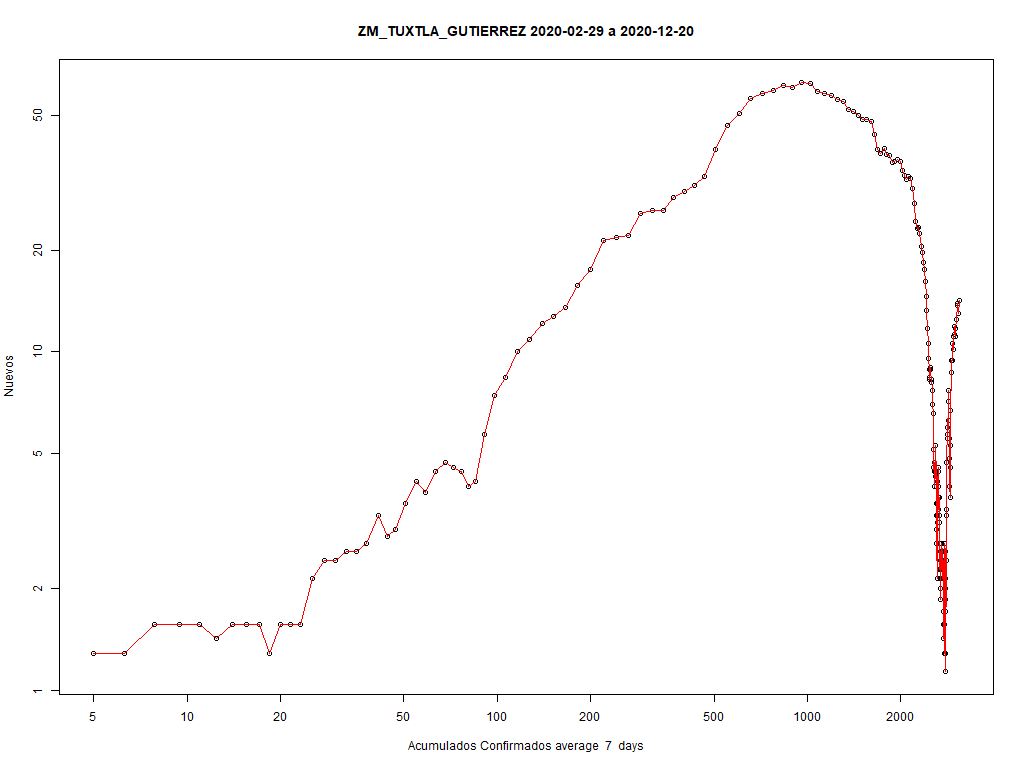 ZM_TUXTLA_GUTIERREZ 2020-02-29 a 2020-12-20
50
20
10
5
2
1
Nuevos
5 10 20 50 100 200 500 1000 2000
Acumulados Confirmados average 7 days